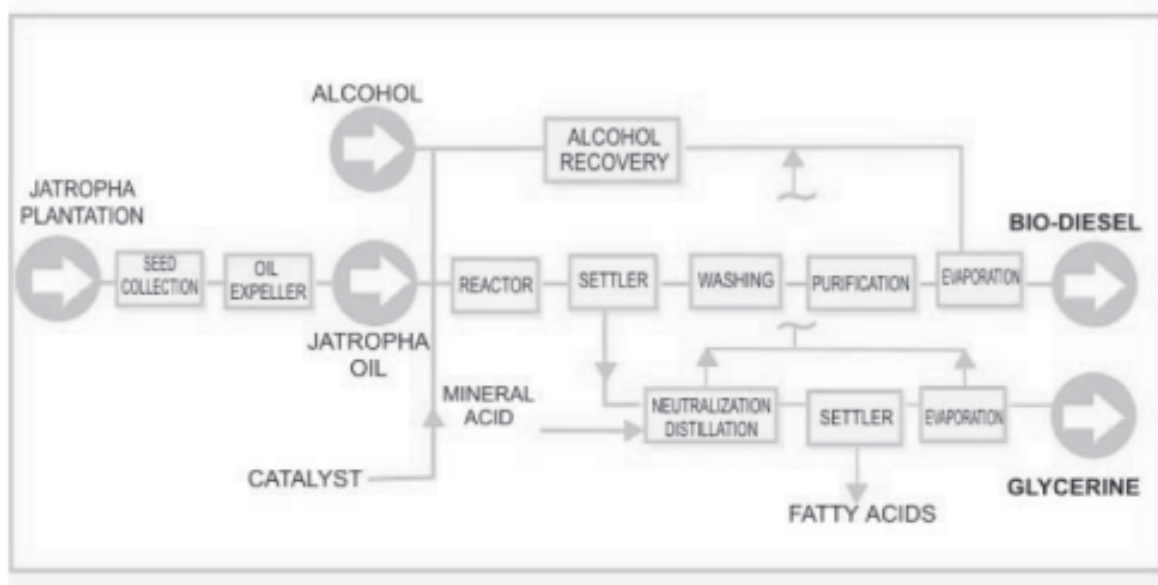 ALCOHOL
ALCOHOL
RECOVERY
JATROPHA
PLANTATION
BIO-DIESEL
SEED
COLLECTION
OIL
EXPELLER
REACTOR
SETTLER
WASHING
PURIFICATION
EVAPORATION
JATROPHA
OIL
MINERAL
ACID
NEUTRALIZATION
DISTILLATION
SETTLER
EVAPORATION
CATALYST
GLYCERINE
FATTY ACIDS